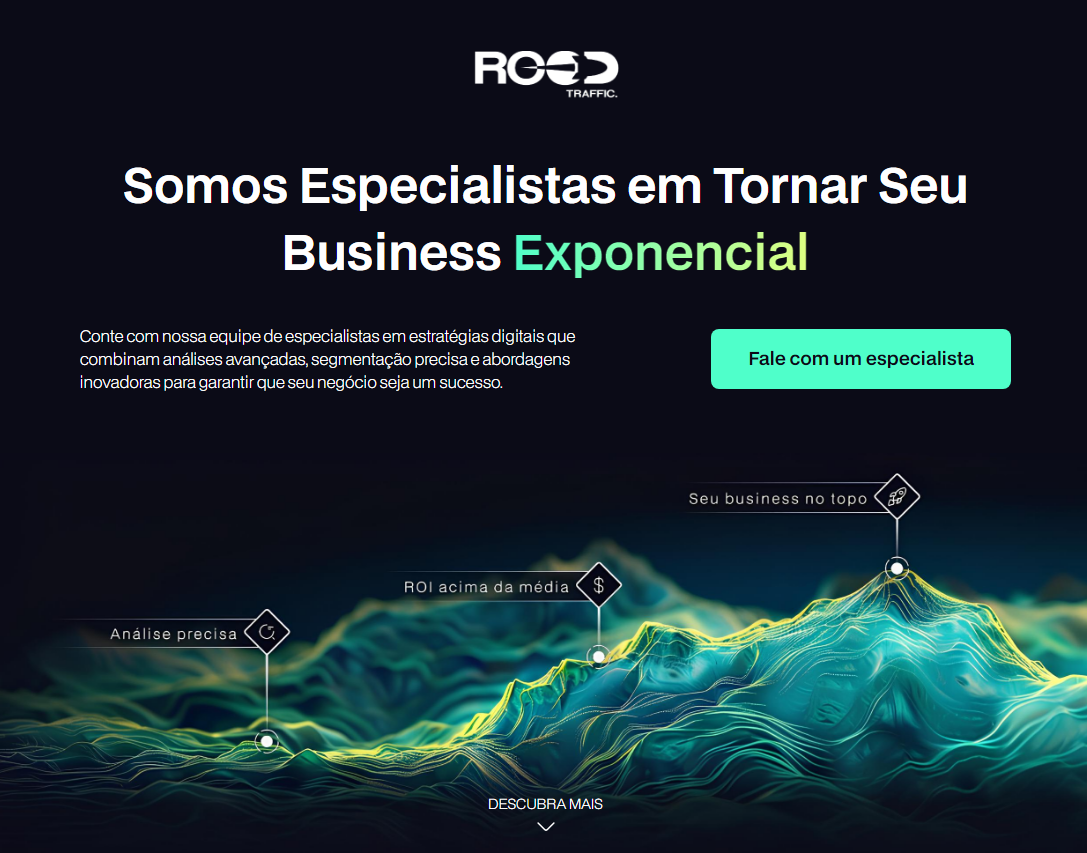 ROAD
TRAFFIC.
Somos Especialistas em Tornar Seu
Business Exponencial
Conte com nossa equipe de especialistas em estratégias digitais que
combinam análises avançadas, segmentação precisa e abordagens
inovadoras para garantir que seu negócio seja um sucesso.
Fale com um especialista
Seu business no topo
ROI acima da média
$
Análise precisa
DESCUBRA MAIS